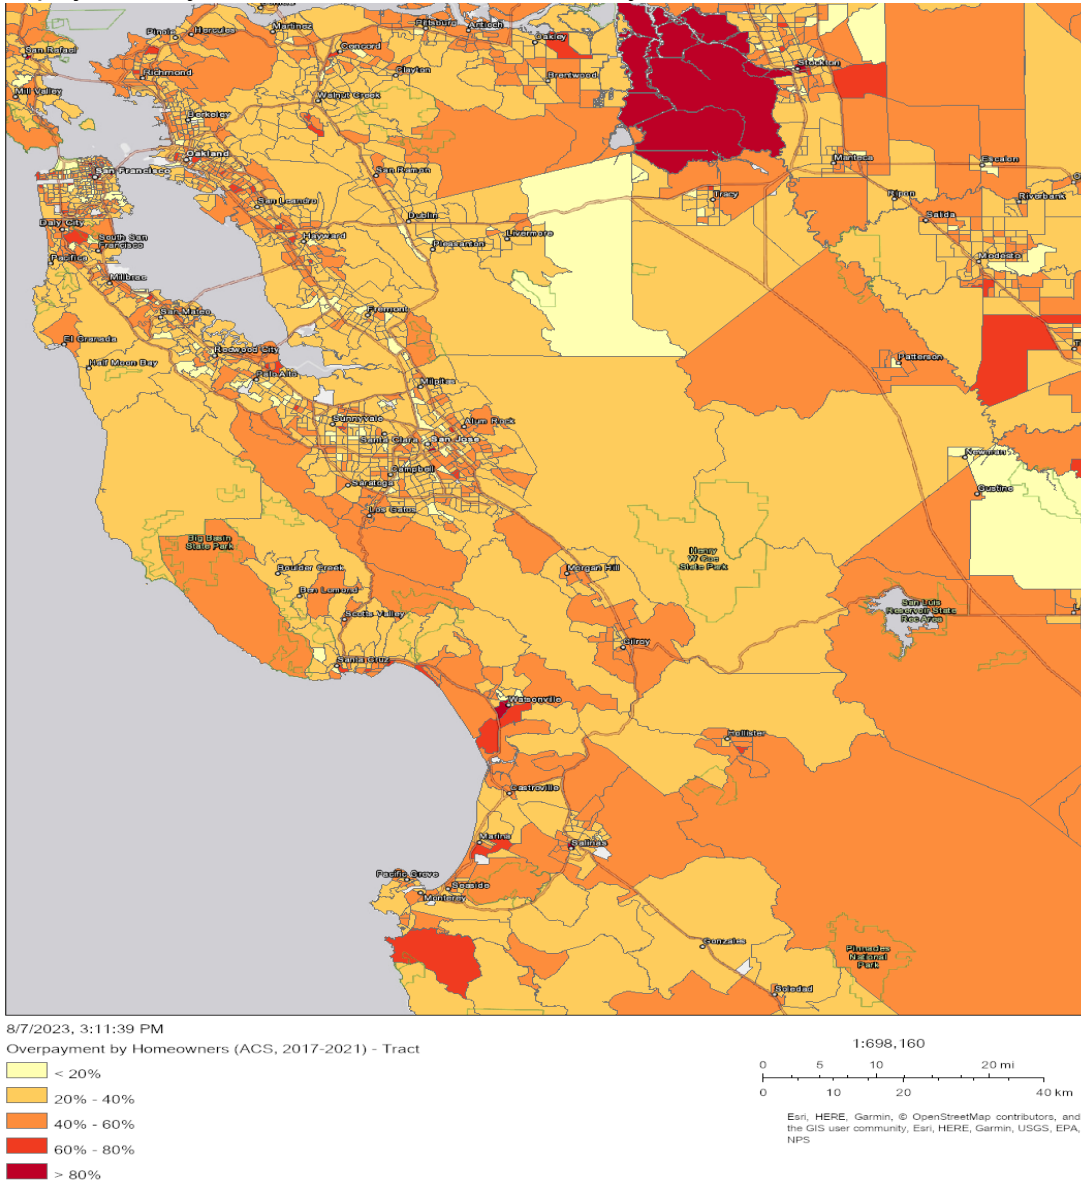 Pittsburg
Antioch
Martinez
Hercules
Pinole
Oakley
Concord
San Rafael
Stockton
Richmond
Clayton
Brentwood
Mill Valley
Walnut Creek
Berkeley
Oakland
Manteca
Escalon
San Francisco
San Ramon
Tracy
Ripon
Riverbank
San Leandro
Salida
Daly City
Dublin
Hayward
Livermore
South San
Francisco
Pleasanton
Pacifica
Modesto
Millbrae
San Mateo
Fremont
El Granada
Redwood City
Half Moon Bay
Patterson
Palo Alto
Milpitas
Sunnyvale
Alum Rock
Santa Clara
San Jose
Newman
Campbell
Saratoga
Gustine
Los Gatos
Big Basin
State Park
Henry
W Coe
State Park
Boulder Creek
Morgan Hill
Ben Lomond
San Luis
Reservoir State
Rec Area
Scotts Valley
Gilroy
Santa Cruz
Watsonville
Hollister
Castroville
Marina
Salinas
Pacific Grove
Seaside
Monterey
Gonzales
Pinnacles
National
Park
Soledad
8/7/2023, 3:11:39 PM
Overpayment by Homeowners (ACS, 2017-2021) - Tract
< 20%
20% - 40%
40% - 60%
60% - 80%
> 80%
1:698,160
0 5 10 20 mi
0 10 20 40 km
Esri, HERE, Garmin, © OpenStreetMap contributors, and
the GIS user community, Esri, HERE, Garmin, USGS, EPA,
NPS